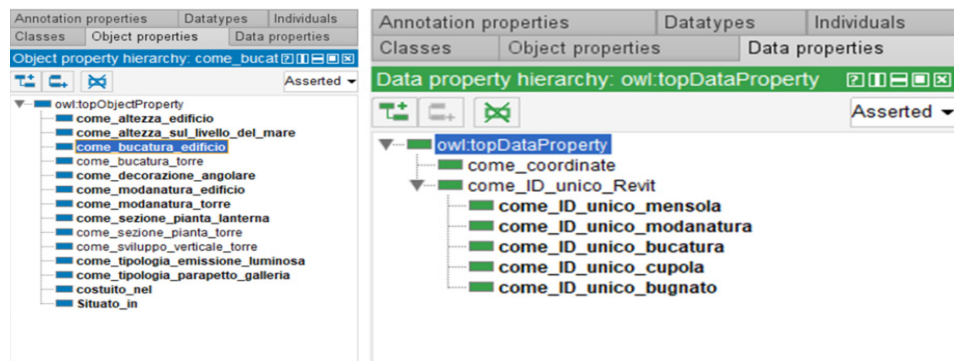 Annotation properties Datatypes Individuals
Classes Object properties Data properties
Object property hierarchy: come_bucat
Asserted
owl:topObjectProperty
come_altezza_edificio
come_altezza_sul_livello_del_mare
come_bucatura_edificio
come_bucatura_torre
come_decorazione_angolare
come_modanatura_edificio
come_modanatura_torre
come_sezione_pianta_lanterna
come_sezione_pianta_torre
come_sviluppo_verticale_torre
come_tipologia_emissione_luminosa
come_tipologia_parapetto_galleria
costuito_nel
Situato_in
Annotation properties Datatypes Individuals
Classes Object properties Data properties
Data property hierarchy: owl:topDataProperty
Asserted
owl:topDataProperty
come_coordinate
come_ID_unico_Revit
come_ID_unico_mensola
come_ID_unico_modanatura
come_ID_unico_bucatura
come_ID_unico_cupola
come_ID_unico_bugnato